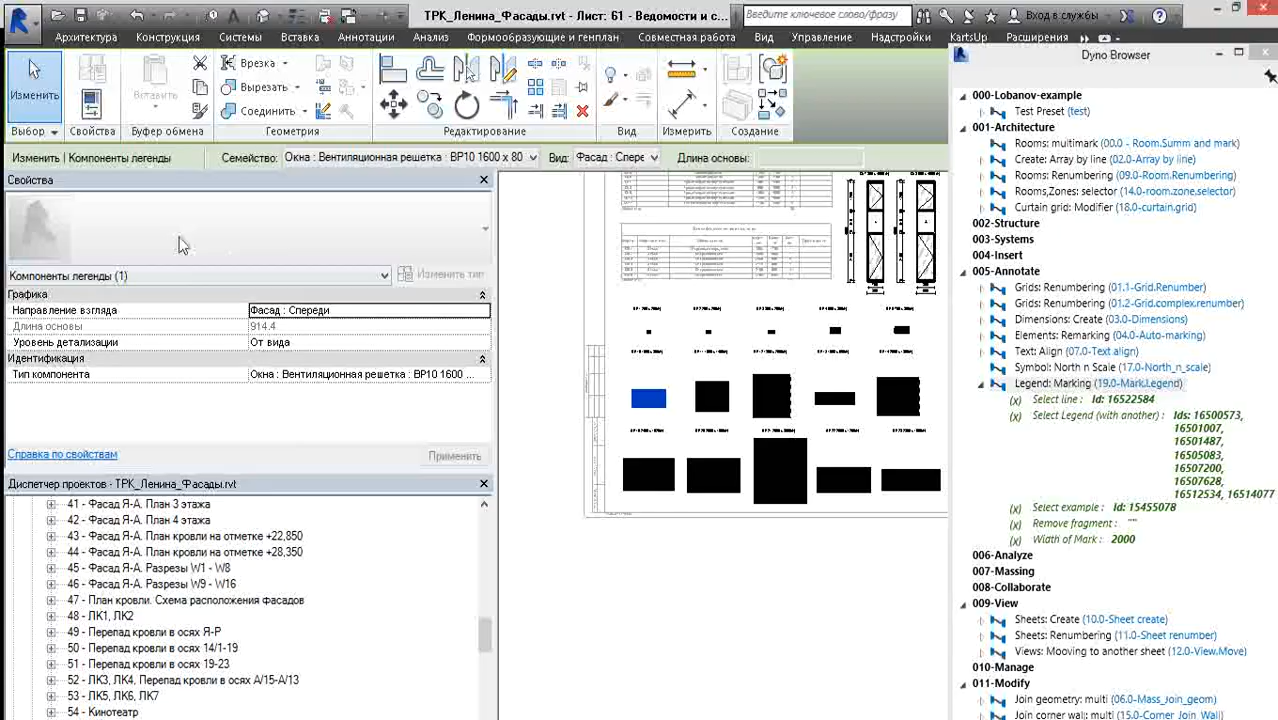 ТРК_Ленина_Фасады.rvt - Лист: 61 - Ведомости и с...
Введите ключевое слово/фразу
Вход в службы
Архитектура
Конструкция
Системы
Вставка
Аннотации
Анализ
Формообразующие и генплан
Совместная работа
Вид
Управление
Надстройки
KartsUp
Расширения
Изменить
Вставить
Врезка
Вырезать
Соединить
Выбор
Свойства
Буфер обмена
Геометрия
Редактирование
Вид
Измерить
Создание
Изменить | Компоненты легенды
Семейство:
Окна : Вентиляционная решетка : ВР10 1600 x 80
Вид:
Фасад : Спере
Длина основы:
Свойства
Компоненты легенды (1)
Изменить тип
Графика
Направление взгляда
Фасад : Спереди
Длина основы
914.4
Уровень детализации
От вида
Идентификация
Тип компонента
Окна : Вентиляционная решетка : ВР10 1600 ...
Справка по свойствам
Применить
Диспетчер проектов - ТРК_Ленина_Фасады.rvt
41 - Фасад Я-А. План 3 этажа
42 - Фасад Я-А. План 4 этажа
43 - Фасад Я-А. План кровли на отметке +22,850
44 - Фасад Я-А. План кровли на отметке +28,350
45 - Фасад Я-А. Разрезы W1 - W8
46 - Фасад Я-А. Разрезы W9 - W16
47 - План кровли. Схема расположения фасадов
48 - ЛК1, ЛК2
49 - Перепад кровли в осях Я-Р
50 - Перепад кровли в осях 14/1-19
51 - Перепад кровли в осях 19-23
52 - ЛК3, ЛК4, Перепад кровли в осях А/15-А/13
53 - ЛК5, ЛК6, ЛК7
54 - Кинотеатр
Dyno Browser
000-Lobanov-example
Test Preset (test)
001-Architecture
Rooms: multimark (00.0 - Room.Summ and mark)
Create: Array by line (02.0-Array by line)
Rooms: Renumbering (09.0-Room.Renumbering)
Rooms,Zones: selector (14.0-room.zone.selector)
Curtain grid: Modifier (18.0-curtain.grid)
002-Structure
003-Systems
004-Insert
005-Annotate
Grids: Renumbering (01.1-Grid.Renumber)
Grids: Renumbering (01.2-Grid.complex.renumber)
Dimensions: Create (03.0-Dimensions)
Elements: Remarking (04.0-Auto-marking)
Text: Align (07.0-Text.align)
Symbol: North n Scale (17.0-North_n_scale)
Legend: Marking (19.0-Mark.Legend)
(x) Select line : Id: 16522584
(x) Select Legend (with another) : Ids: 16500573,
16501007,
16501487,
16505083,
16507200,
16507628,
16512534, 16514077
(x) Select example : Id: 15455078
(x) Remove fragment : ""
(x) Wiath of Mark : 2000
006-Analyze
007-Massing
008-Collaborate
009-View
Sheets: Create (10.0-Sheet create)
Sheets: Renumbering (11.0-Sheet renumber)
Views: Mooving to another sheet (12.0-View.Move)
010-Manage
011-Modify
Join geometry: multi (06.0-Mass_Join_geom)
Join corner wall: multi (15.0-Corner_Join_Wall)